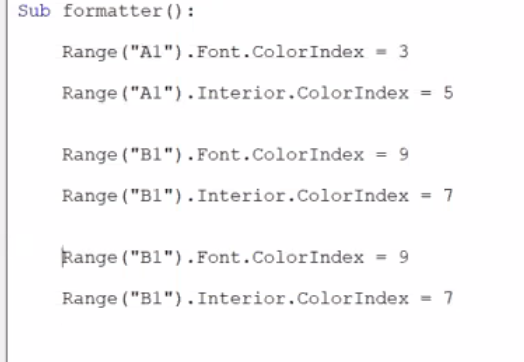 Sub formatter():
Range("A1").Font.ColorIndex = 3
Range("A1").Interior.ColorIndex = 5
Range("B1").Font.ColorIndex = 9
Range("B1").Interior.ColorIndex = 7
Range("B1").Font.ColorIndex = 9
Range("B1").Interior.ColorIndex = 7